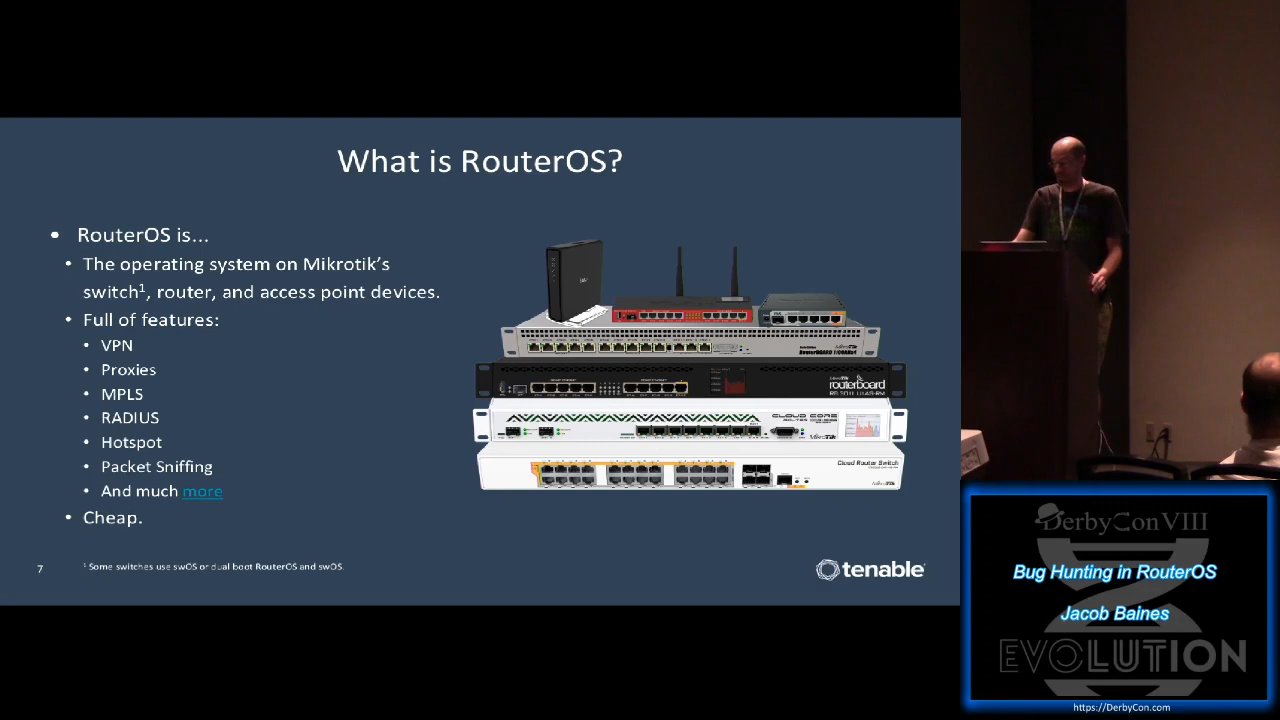 What is RouterOS?
• RouterOS is...
• The operating system on Mikrotik's
switch¹, router, and access point devices.
• Full of features:
• VPN
• Proxies
• MPLS
• RADIUS
• Hotspot
• Packet Sniffing
• And much more
• Cheap.
routerboard
CLOUD CORE
MikroTik
Cloud Router Switch
7
¹ Some switches use swOS or dual boot RouterOS and swOS.
tenable
DerbyCon VIII
Bug Hunting in RouterOS
Jacob Baines
EVOLUTION
https://DerbyCon.com